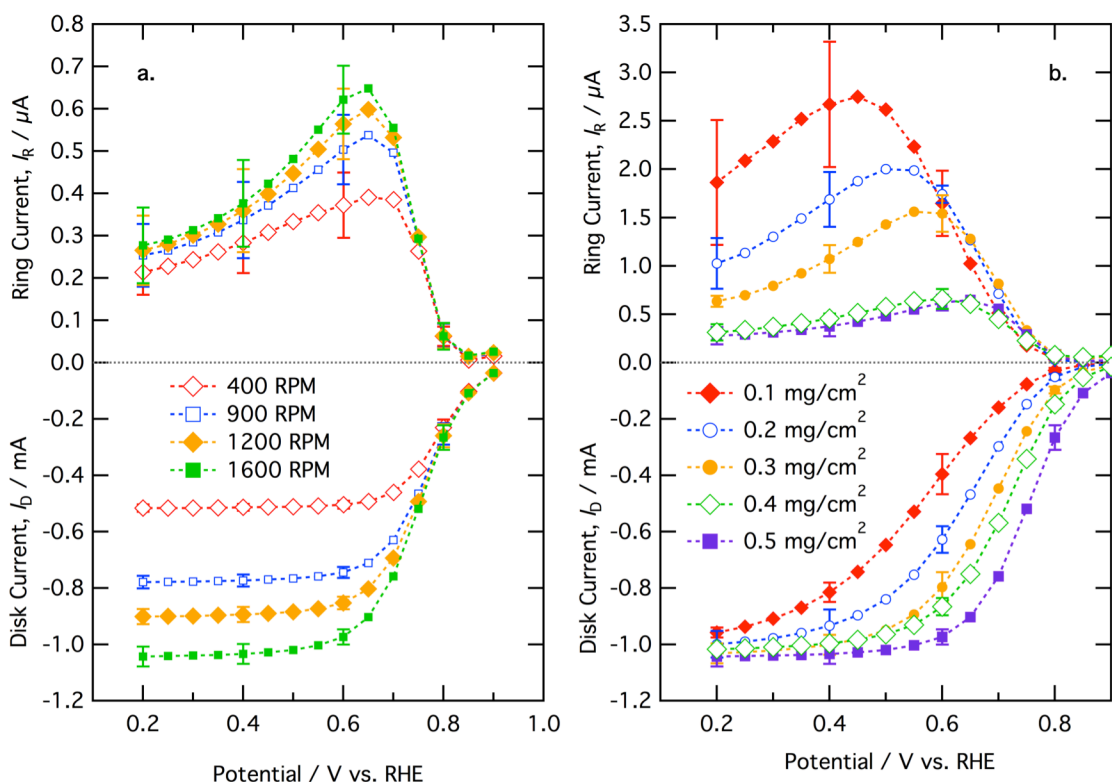 a.
Ring Current, I_R / μA
0.8
0.7
0.6
0.5
0.4
0.3
0.2
0.1
0.0
-0.2
-0.4
-0.6
-0.8
-1.0
-1.2
Disk Current, I_D / mA
400 RPM
900 RPM
1200 RPM
1600 RPM
0.2
0.4
0.6
0.8
1.0
Potential / V vs. RHE
b.
Ring Current, I_R / μA
3.5
3.0
2.5
2.0
1.5
1.0
0.5
0.0
-0.2
-0.4
-0.6
-0.8
-1.0
-1.2
Disk Current, I_D / mA
0.1 mg/cm²
0.2 mg/cm²
0.3 mg/cm²
0.4 mg/cm²
0.5 mg/cm²
0.2
0.4
0.6
0.8
Potential / V vs. RHE